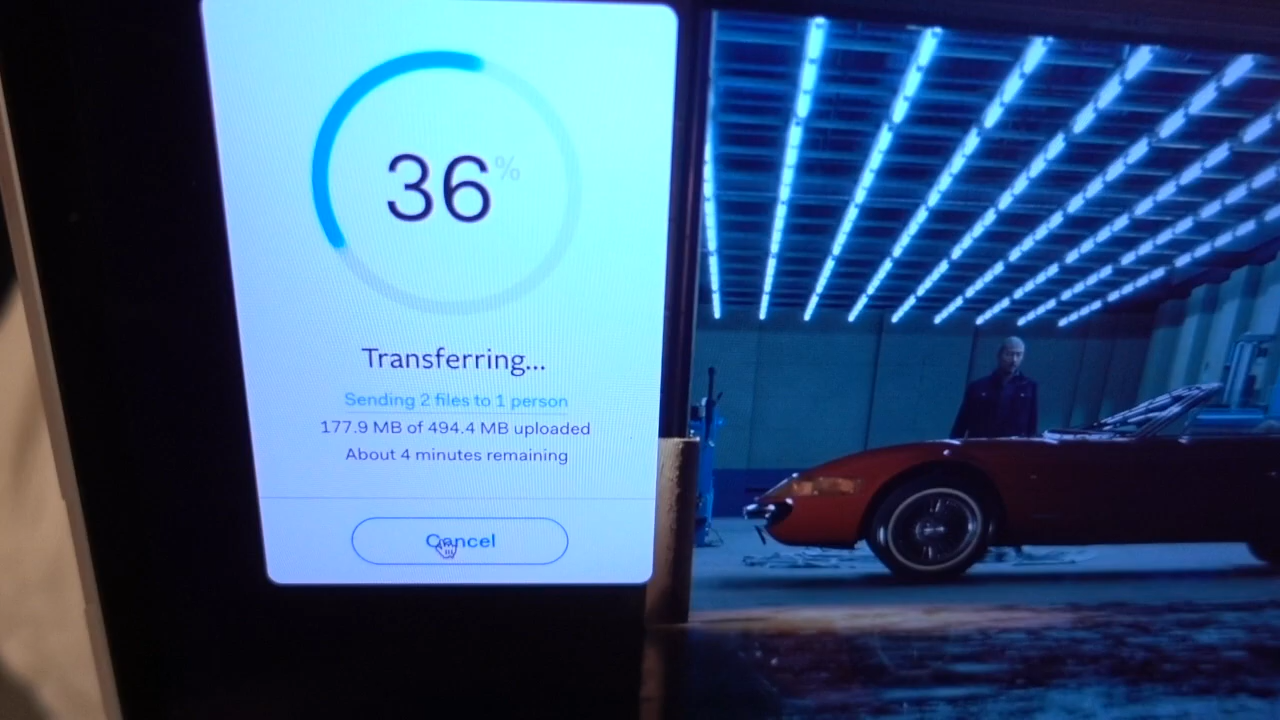 36%
Transferring...
Sending 2 files to 1 person
177.9 MB of 494.4 MB uploaded
About 4 minutes remaining
Cancel